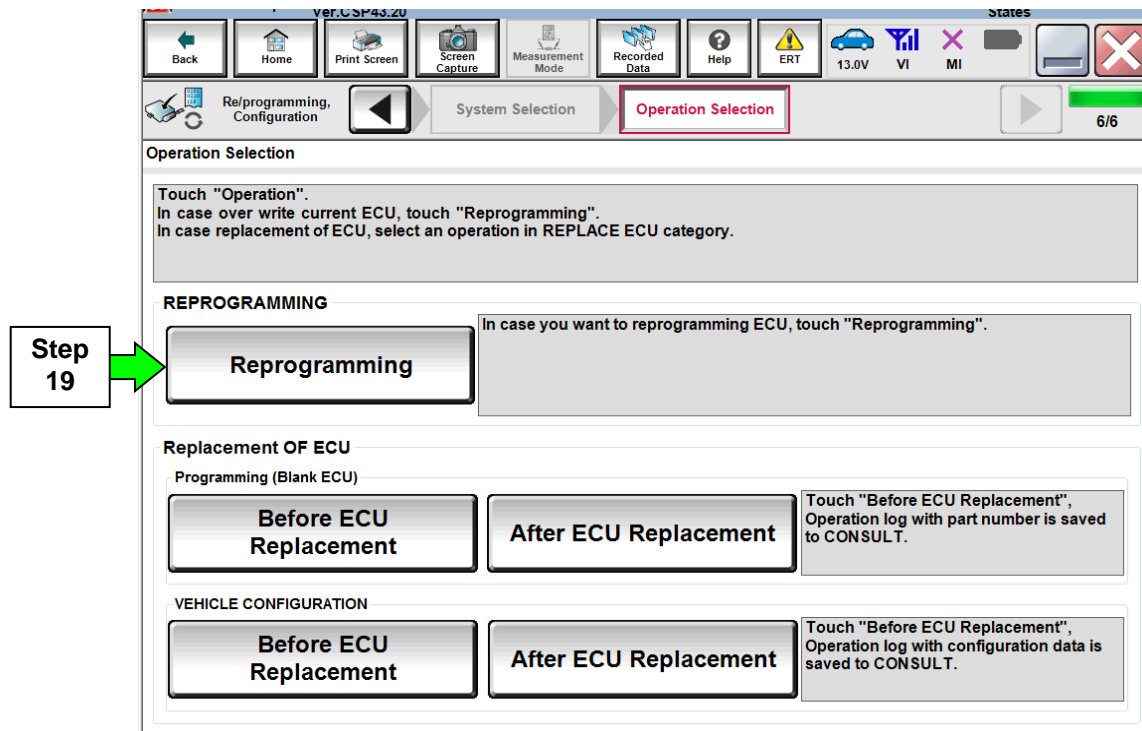 Ver.CSP43.20
States
Back
Home
Print Screen
Screen
Capture
Measurement
Mode
Recorded
Data
Help
ERT
13.0V
VI
MI
Re/programming,
Configuration
System Selection
Operation Selection
6/6
Operation Selection
Touch "Operation".
In case over write current ECU, touch "Reprogramming".
In case replacement of ECU, select an operation in REPLACE ECU category.
REPROGRAMMING
Step
19
Reprogramming
In case you want to reprogramming ECU, touch "Reprogramming".
Replacement OF ECU
Programming (Blank ECU)
Before ECU
Replacement
After ECU Replacement
Touch "Before ECU Replacement",
Operation log with part number is saved
to CONSULT.
VEHICLE CONFIGURATION
Before ECU
Replacement
After ECU Replacement
Touch "Before ECU Replacement",
Operation log with configuration data is
saved to CONSULT.